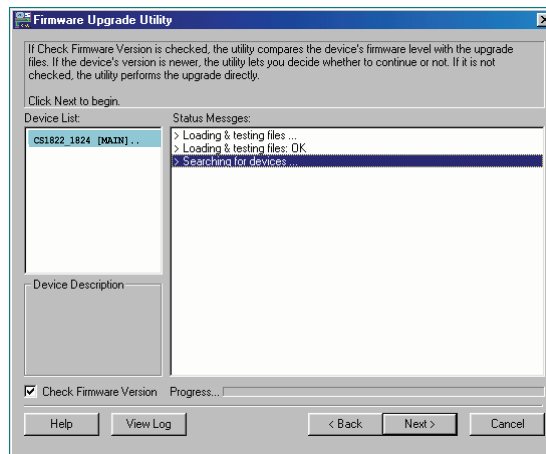 Firmware Upgrade Utility
If Check Firmware Version is checked, the utility compares the device's firmware level with the upgrade
files. If the device's version is newer, the utility lets you decide whether to continue or not. If it is not
checked, the utility performs the upgrade directly.
Click Next to begin.
Device List:
Status Messges:
CS1822_1824 [MAIN]..
> Loading & testing files ...
> Loading & testing files: OK
> Searching for devices ...
Device Description
Check Firmware Version
Progress...
Help
View Log
< Back
Next >
Cancel